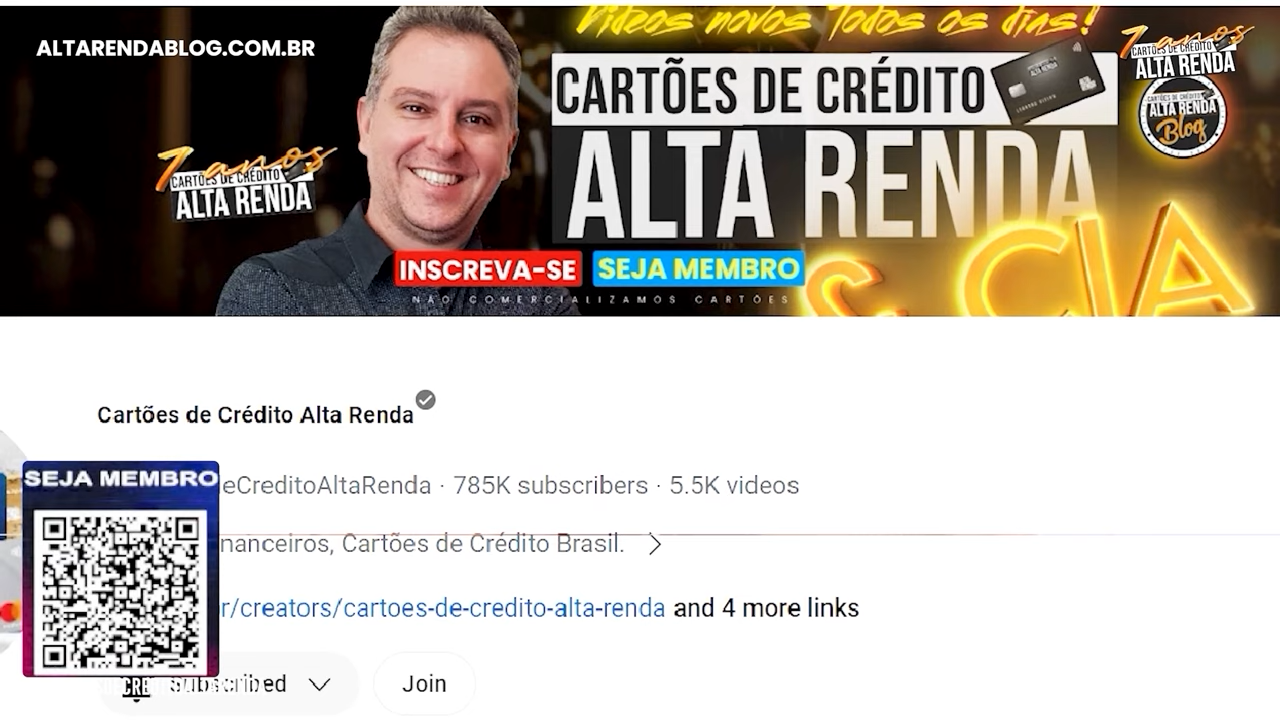 Videos novos Todos os dias!
ALTARENDABLOG.COM.BR
7 anos
CARTÕES DE CRÉDITO
ALTA RENDA
7 anos
CARTÕES DE CRÉDITO
ALTA RENDA
CARTÕES DE CRÉDITO
ALTA RENDA
Blog
CARTÕES DE CRÉDITO
ALTA RENDA
& CIA
INSCREVA-SE
SEJA MEMBRO
NÃO COMERCIALIZAMOS CARTÕES
Cartões de Crédito Alta Renda
SEJA MEMBRO
eCreditoAltaRenda · 785K subscribers · 5.5K videos
nanceiros, Cartões de Crédito Brasil.
r/creators/cartoes-de-credito-alta-renda and 4 more links
Join